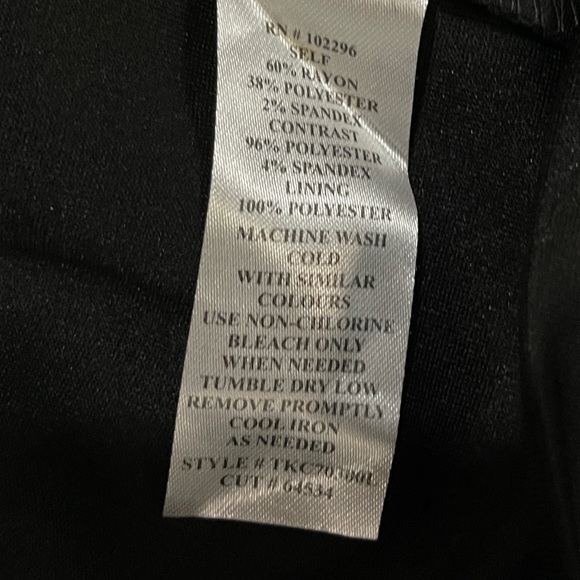 RN # 102296
SELF
60% RAYON
38% POLYESTER
2% SPANDEX
CONTRAST
96% POLYESTER
4% SPANDEX
LINING
100% POLYESTER
MACHINE WASH
COLD
WITH SIMILAR
COLOURS
USE NON-CHLORINE
BLEACH ONLY
WHEN NEEDED
TUMBLE DRY LOW
REMOVE PROMPTLY
COOL IRON
AS NEEDED
STYLE #
CUT # 64534